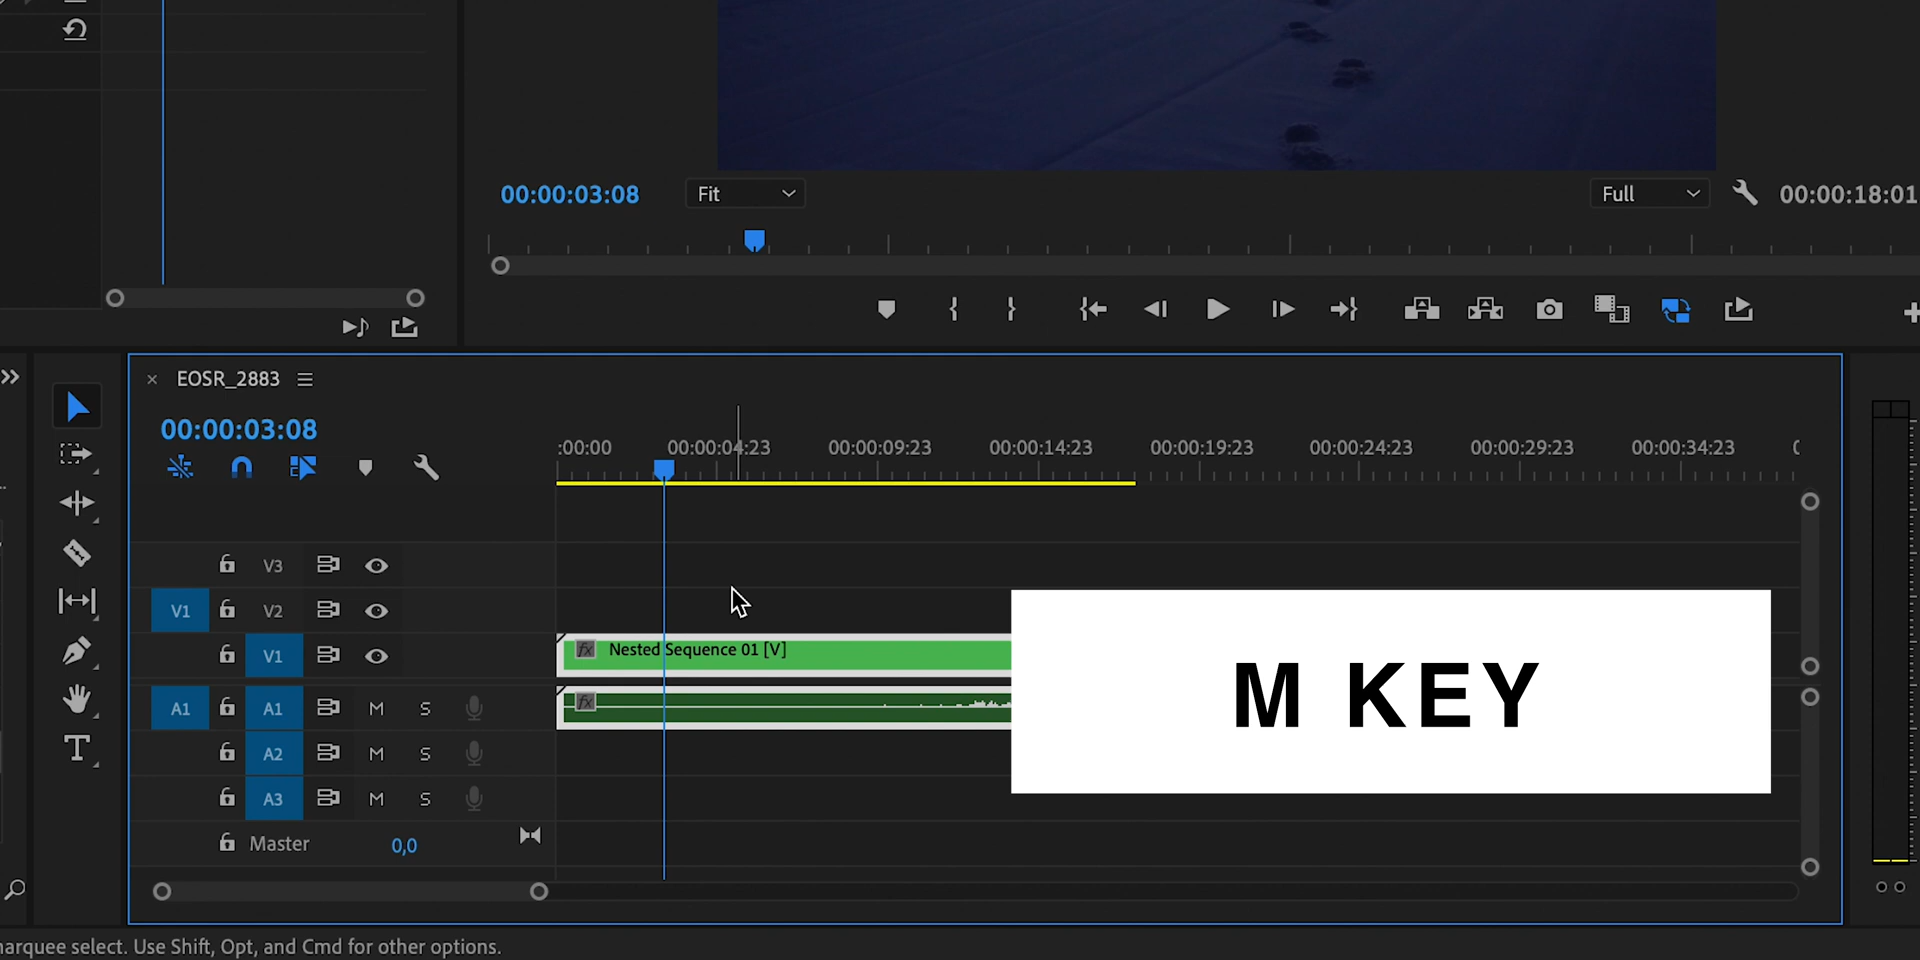 00:00:03:08
Fit
Full
00:00:18:01
EOSR_2883
00:00:03:08
:00:00
00:00:04:23
00:00:09:23
00:00:14:23
00:00:19:23
00:00:24:23
00:00:29:23
00:00:34:23
V3
V1
V2
V1
fx
Nested Sequence 01 [V]
A1
A1
M
S
fx
A2
M
S
A3
M
S
Master
0,0
M KEY
T
select. Use Shift, Opt, and Cmd for other options.